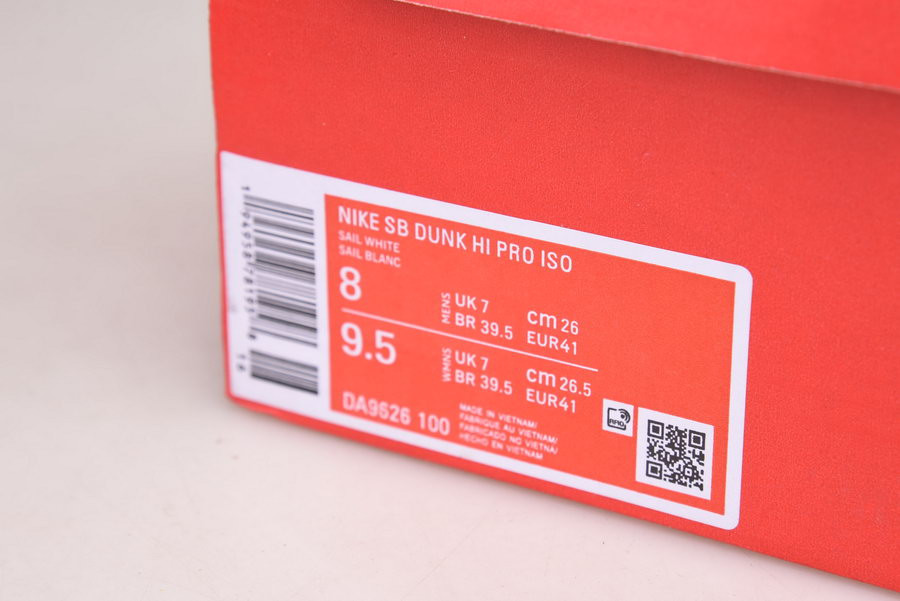 NIKE SB DUNK HI PRO ISO
SAIL WHITE
SAIL BLANC
8
MENS
UK 7
BR 39.5
cm 26
EUR41
9.5
WMNS
UK 7
BR 39.5
cm 26.5
EUR41
DA9626 100
MADE IN VIETNAM/
FABRIQUE AU VIETNAM/
FABRICADO NO VIETNÃ/
HECHO EN VIETNAM
RFID